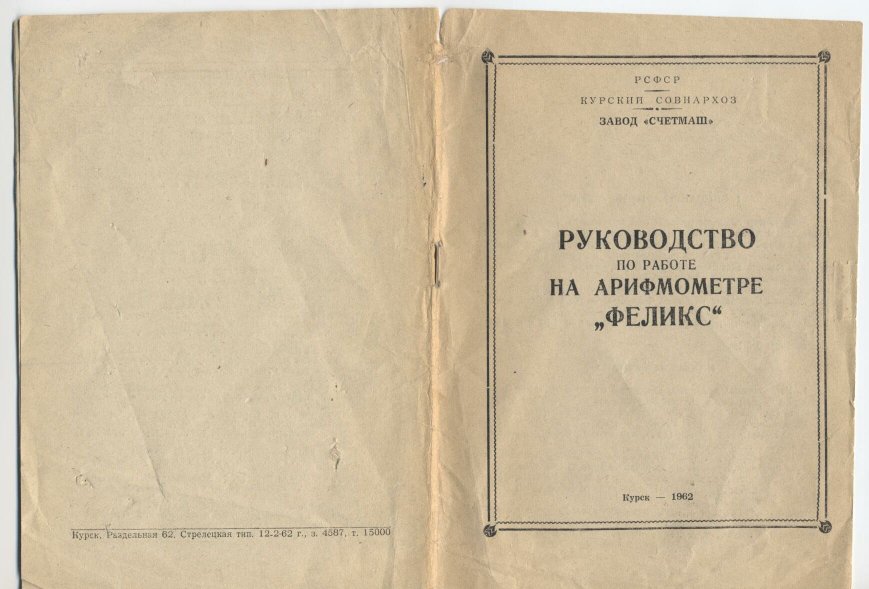 Курск, Раздельная 62. Стрелецкая тип. 12-2-62 г., з. 4587, т. 15000
РСФСР
КУРСКИЙ СОВНАРХОЗ
ЗАВОД «СЧЕТМАШ»
РУКОВОДСТВО
ПО РАБОТЕ
НА АРИФМОМЕТРЕ
„ФЕЛИКС“
Курск — 1962